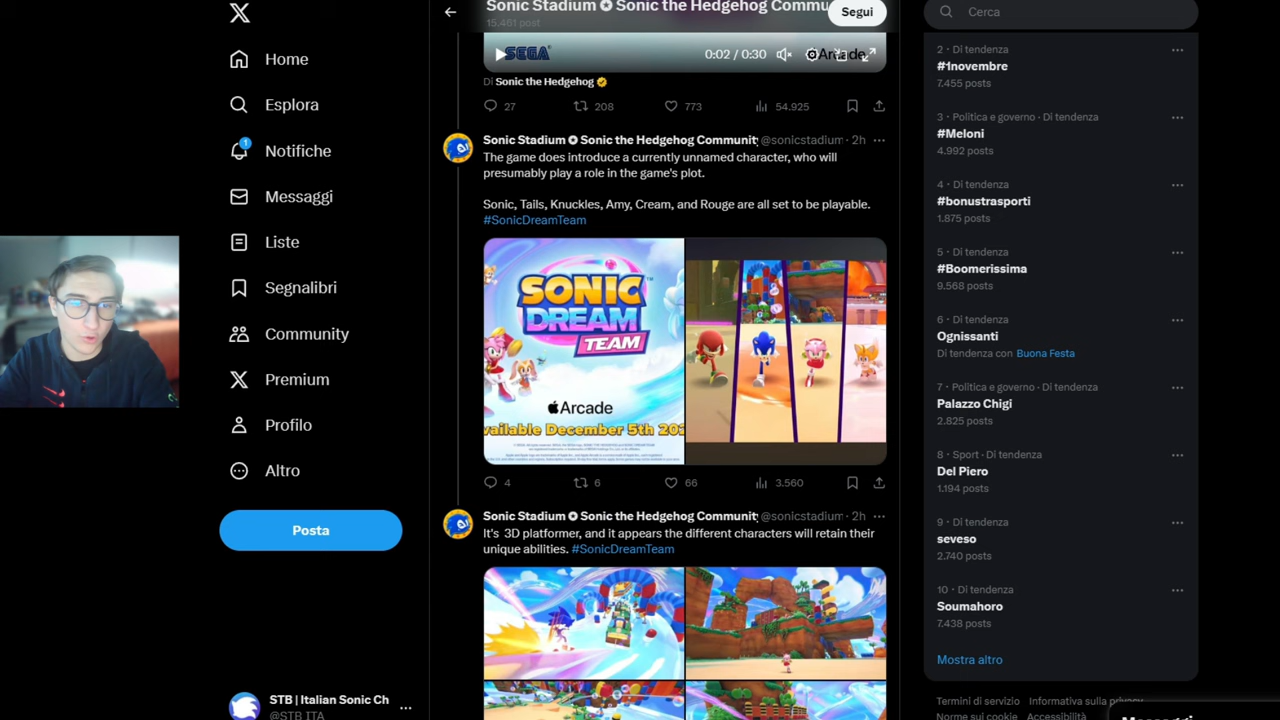 Home
Esplora
1
Notifiche
Messaggi
Liste
Segnalibri
Community
Premium
Profilo
Altro
Posta
STB | Italian Sonic Ch
@STB_ITA
Sonic Stadium ✪ Sonic the Hedgehog Commu
15.461 post
Segui
SEGA
0:02 / 0:30
Arcade
Di Sonic the Hedgehog
27 208 773 54.925
Sonic Stadium ✪ Sonic the Hedgehog Community @sonicstadium · 2h
The game does introduce a currently unnamed character, who will
presumably play a role in the game's plot.
Sonic, Tails, Knuckles, Amy, Cream, and Rouge are all set to be playable.
#SonicDreamTeam
SONIC
DREAM
TEAM
Arcade
vailable December 5th 202
4 6 66 3.560
Sonic Stadium ✪ Sonic the Hedgehog Community @sonicstadium · 2h
It's 3D platformer, and it appears the different characters will retain their
unique abilities. #SonicDreamTeam
Cerca
2 · Di tendenza
#1novembre
7.455 posts
3 · Politica e governo · Di tendenza
#Meloni
4.992 posts
4 · Di tendenza
#bonustrasporti
1.875 posts
5 · Di tendenza
#Boomerissima
9.568 posts
6 · Di tendenza
Ognissanti
Di tendenza con Buona Festa
7 · Politica e governo · Di tendenza
Palazzo Chigi
2.825 posts
8 · Sport · Di tendenza
Del Piero
1.194 posts
9 · Di tendenza
seveso
2.740 posts
10 · Di tendenza
Soumahoro
7.438 posts
Mostra altro
Termini di servizio Informativa sulla privacy
Norme sui cookie Accessibilità
Messaggi